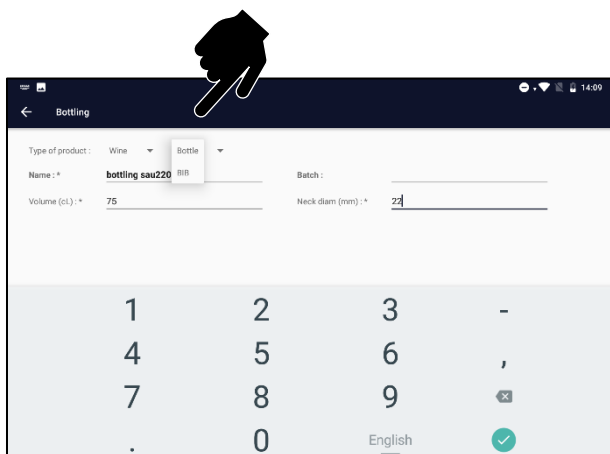 14:09
Bottling
Type of product : Wine Bottle
BIB
Name : * bottling sau220 Batch :
Volume (cl.) : * 75 Neck diam (mm) : * 22
1 2 3 -
4 5 6 ,
7 8 9
. 0 English